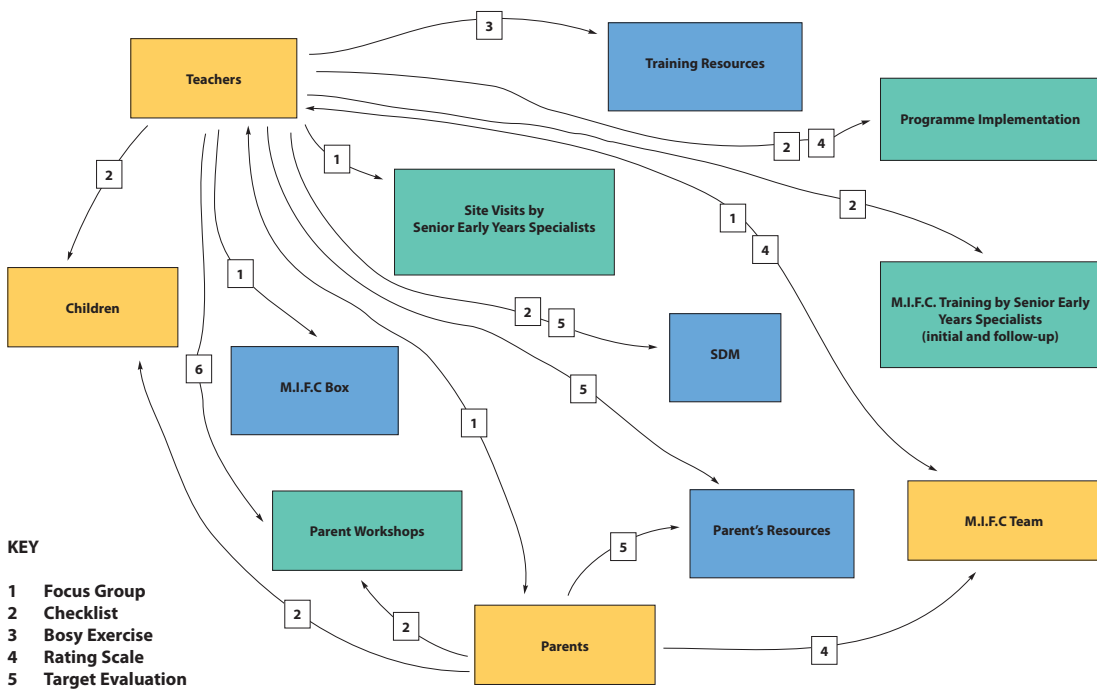 3
Teachers
Training Resources
Programme Implementation
2
4
1
2
Site Visits by
Senior Early Years Specialists
2
1
4
Children
1
M.I.F.C. Training by Senior Early
Years Specialists
(initial and follow-up)
2
5
SDM
6
M.I.F.C Box
5
1
Parent Workshops
Parent's Resources
M.I.F.C Team
5
2
2
Parents
4
KEY
1 Focus Group
2 Checklist
3 Bosy Exercise
4 Rating Scale
5 Target Evaluation